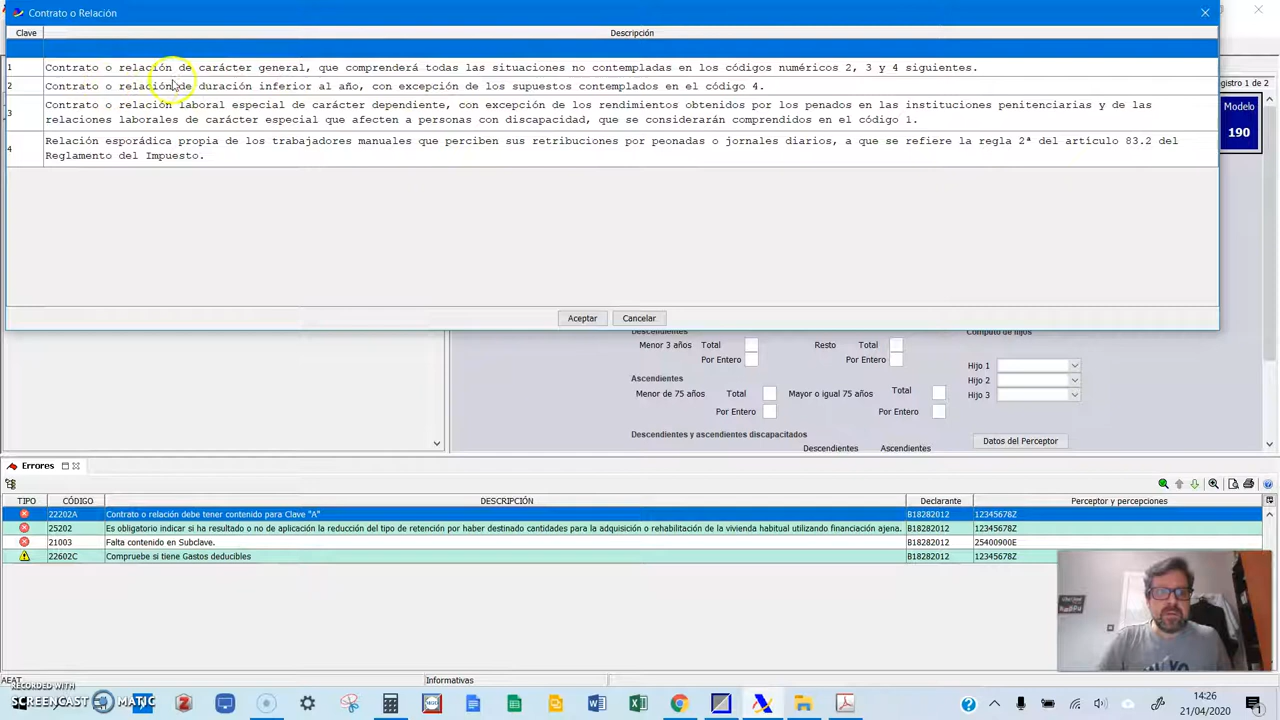 Contrato o Relación
Clave Descripción
1 Contrato o relación de carácter general, que comprenderá todas las situaciones no contempladas en los códigos numéricos 2, 3 y 4 siguientes.
2 Contrato o relación de duración inferior al año, con excepción de los supuestos contemplados en el código 4.
3 Contrato o relación laboral especial de carácter dependiente, con excepción de los rendimientos obtenidos por los penados en las instituciones penitenciarias y de las
relaciones laborales de carácter especial que afecten a personas con discapacidad, que se considerarán comprendidos en el código 1.
4 Relación esporádica propia de los trabajadores manuales que perciben sus retribuciones por peonadas o jornales diarios, a que se refiere la regla 2ª del artículo 83.2 del
Reglamento del Impuesto.
Aceptar Cancelar
gistro 1 de 2
Modelo
190
Descendientes Cómputo de hijos
Menor 3 años Total Resto Total
Por Entero Por Entero
Hijo 1
Hijo 2
Hijo 3
Ascendientes
Menor de 75 años Total Mayor o igual 75 años Total
Por Entero Por Entero
Descendientes y ascendientes discapacitados
Descendientes Ascendientes
Datos del Perceptor
Errores
TIPO CÓDIGO DESCRIPCIÓN Declarante Perceptor y percepciones
22202A Contrato o relación debe tener contenido para Clave "A" B18282012 12345678Z
25202 Es obligatorio indicar si ha resultado o no de aplicación la reducción del tipo de retención por haber destinado cantidades para la adquisición o rehabilitación de la vivienda habitual utilizando financiación ajena. B18282012 12345678Z
21003 Falta contenido en Subclave. B18282012 25400900E
22602C Compruebe si tiene Gastos deducibles B18282012 12345678Z
AEAT Informativas
RECORDED WITH
SCREENCAST MATIC
14:26
21/04/2020